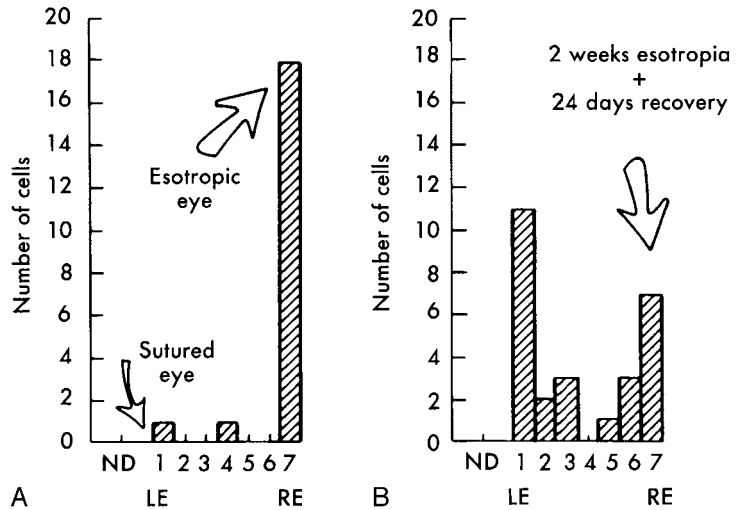 20
18
16
14
12
10
8
6
4
2
0
Number of cells
Esotropic
eye
Sutured
eye
ND 1 2 3 4 5 6 7
LE RE
A
20
18
16
14
12
10
8
6
4
2
0
Number of cells
2 weeks esotropia
+
24 days recovery
ND 1 2 3 4 5 6 7
LE RE
B